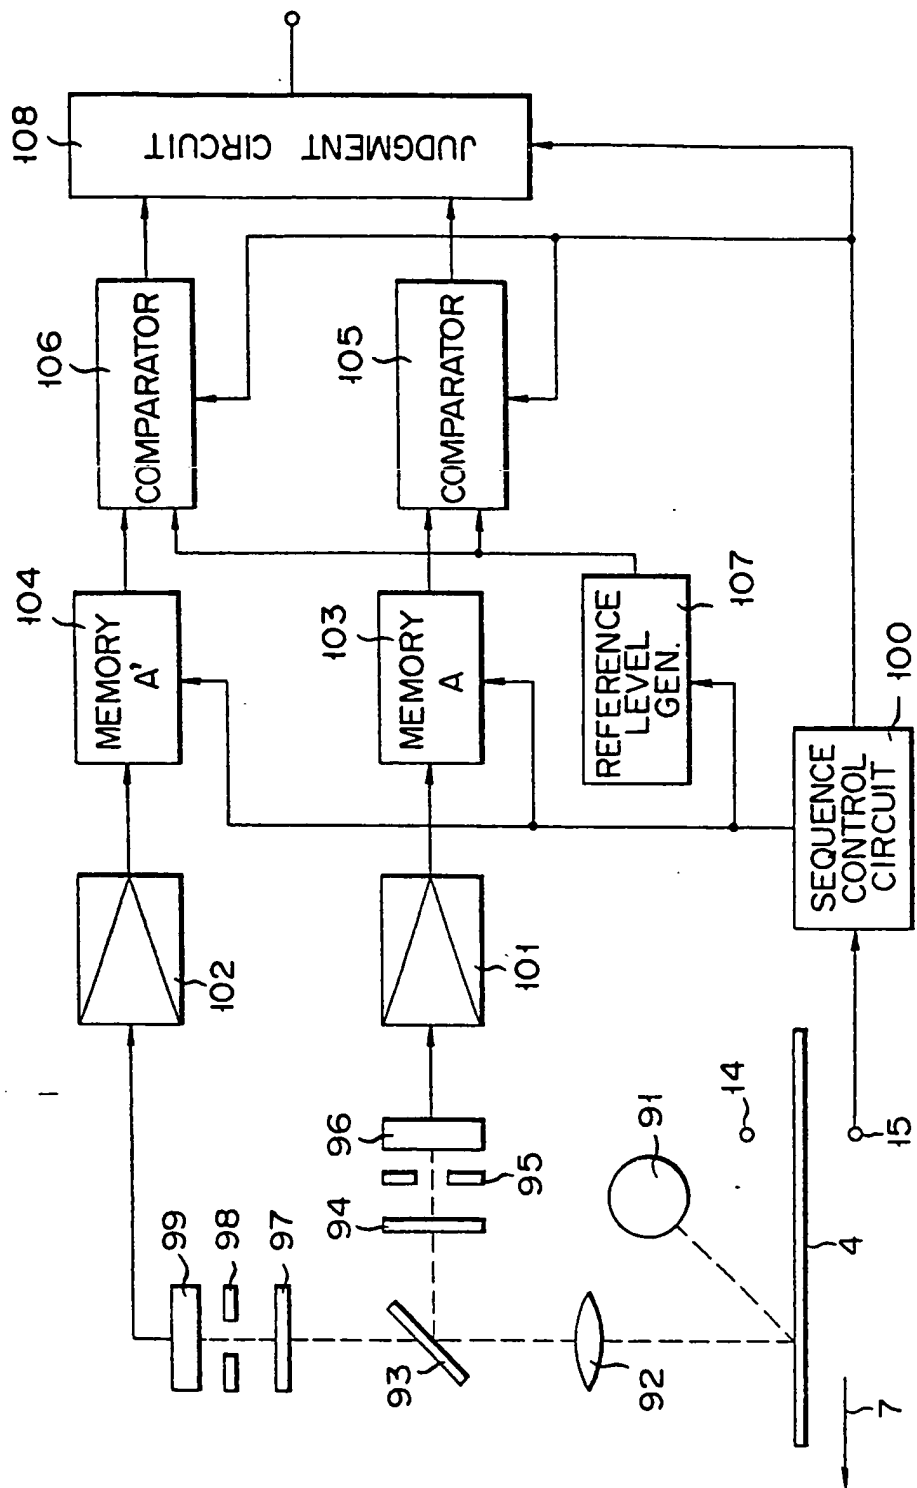 108
JUDGMENT CIRCUIT
106
COMPARATOR
105
COMPARATOR
104
MEMORY
A'
103
MEMORY
A
107
REFERENCE
LEVEL
GEN.
100
SEQUENCE
CONTROL
CIRCUIT
102
101
99
98
97
96
95
94
93
92
91
14
15
4
7